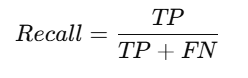 Recall = TP / (TP + FN)